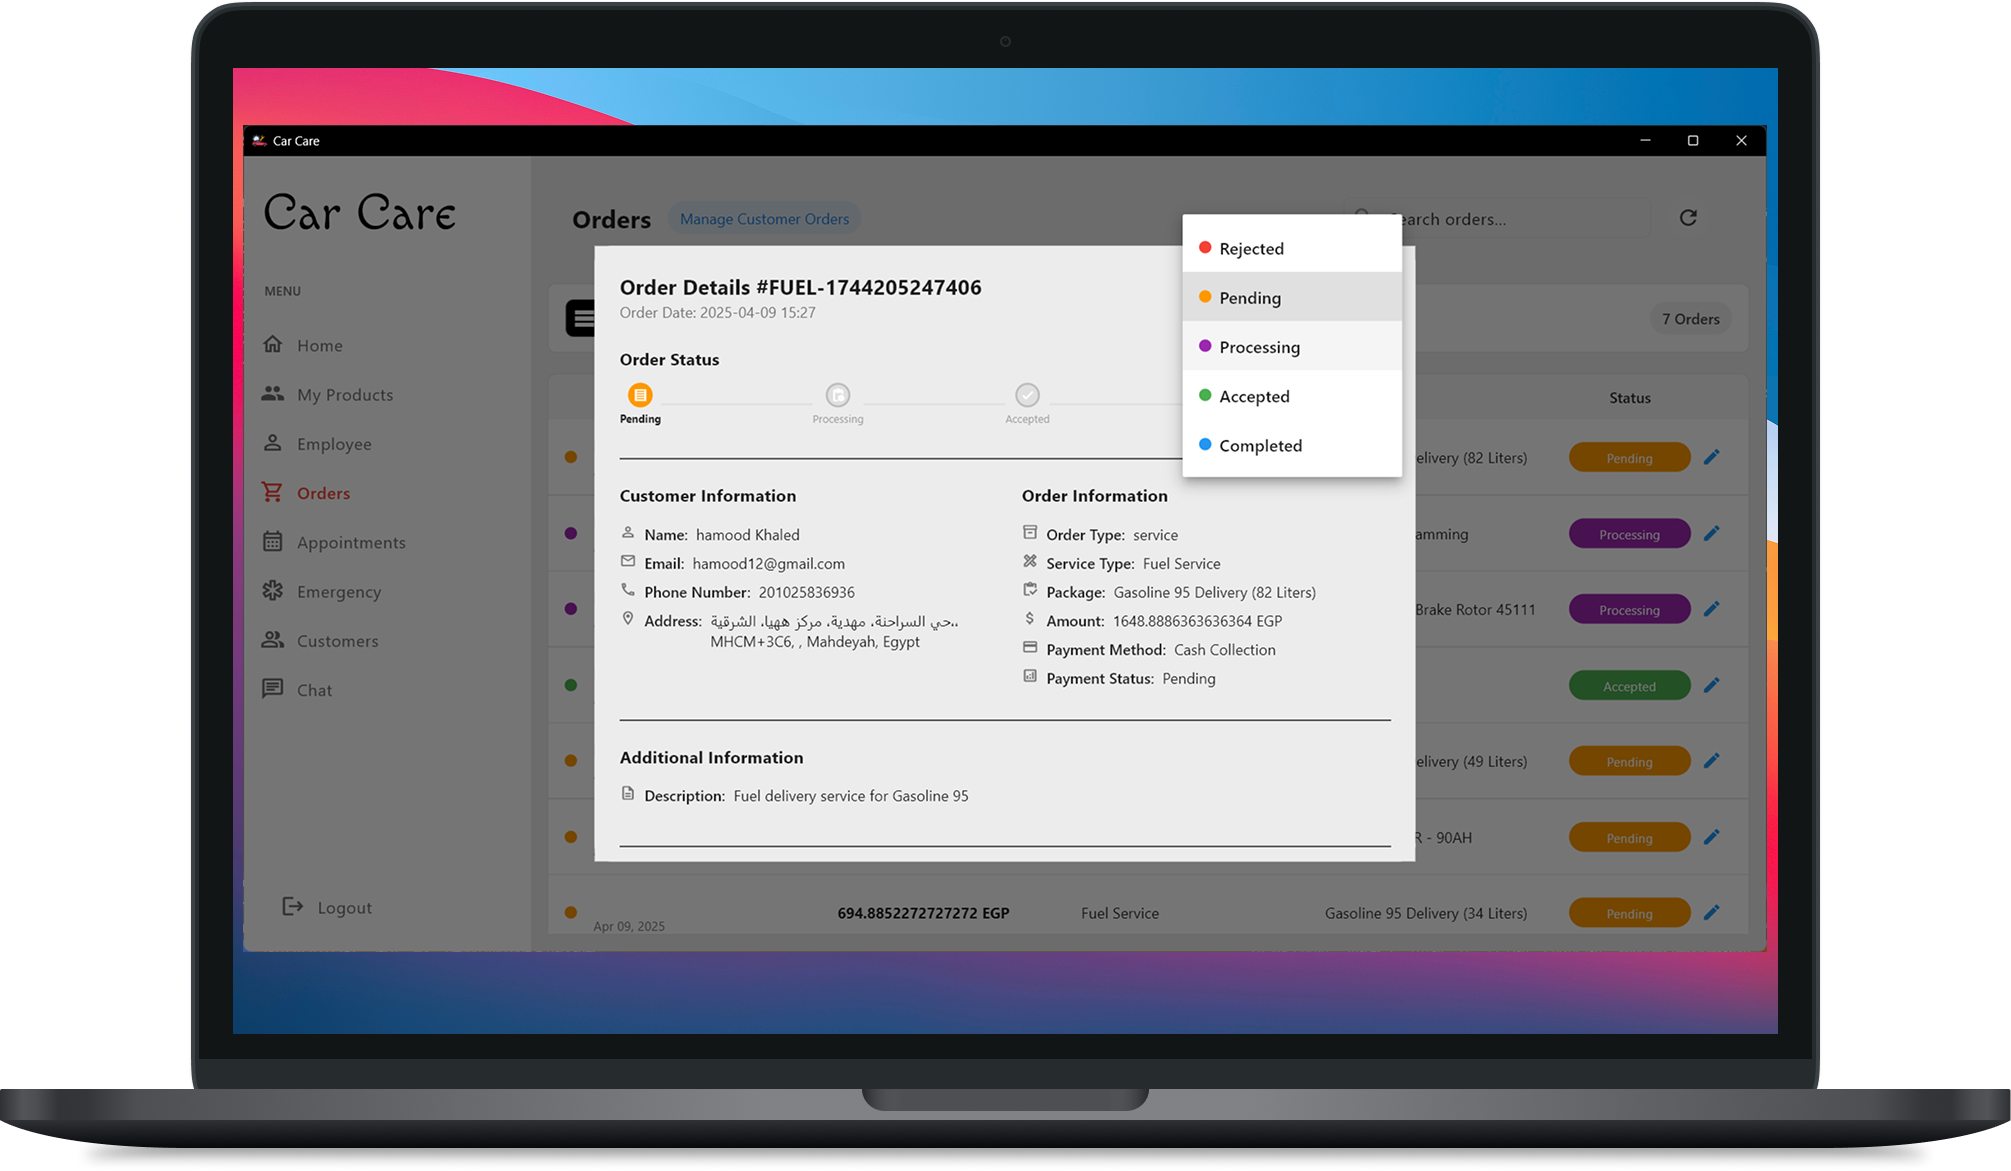 Car Care
Car Care
MENU
Home
My Products
Employee
Orders
Appointments
Emergency
Customers
Chat
Logout
Orders
Manage Customer Orders
earch orders...
7 Orders
Status
elivery (82 Liters)
Pending
amming
Processing
Brake Rotor 45111
Processing
Accepted
elivery (49 Liters)
Pending
R - 90AH
Pending
Apr 09, 2025
694.8852272727272 EGP
Fuel Service
Gasoline 95 Delivery (34 Liters)
Pending
Order Details #FUEL-1744205247406
Order Date: 2025-04-09 15:27
Order Status
Pending
Processing
Accepted
Rejected
Pending
Processing
Accepted
Completed
Customer Information
Name: hamood Khaled
Email: hamood12@gmail.com
Phone Number: 201025836936
Address: حي السراحنة، مهدية، مركز ههيا، الشرقية،،
MHCM+3C6, , Mahdeyah, Egypt
Order Information
Order Type: service
Service Type: Fuel Service
Package: Gasoline 95 Delivery (82 Liters)
Amount: 1648.8886363636364 EGP
Payment Method: Cash Collection
Payment Status: Pending
Additional Information
Description: Fuel delivery service for Gasoline 95